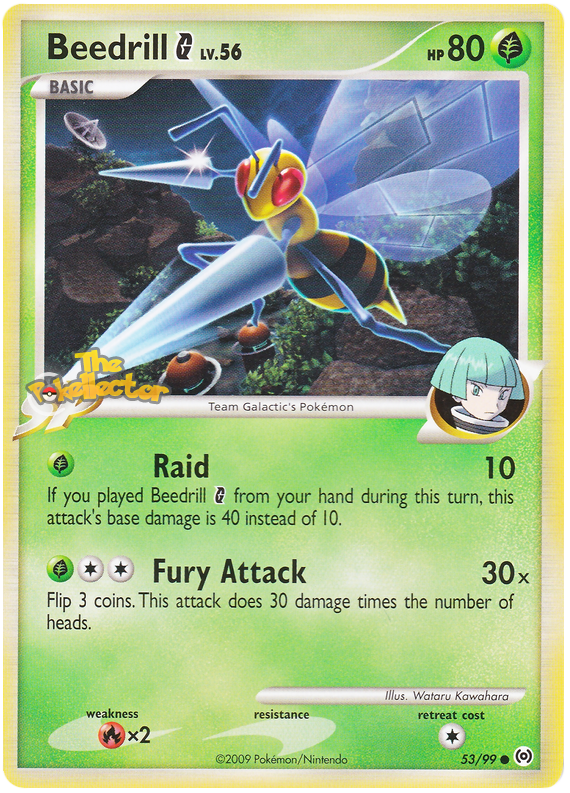 Beedrill G LV.56
HP 80
BASIC
The
Pokéllector
Team Galactic's Pokémon
Raid 10
If you played Beedrill G from your hand during this turn, this
attack's base damage is 40 instead of 10.
Fury Attack 30x
Flip 3 coins. This attack does 30 damage times the number of
heads.
Illus. Wataru Kawahara
weakness resistance retreat cost
×2
©2009 Pokémon/Nintendo 53/99